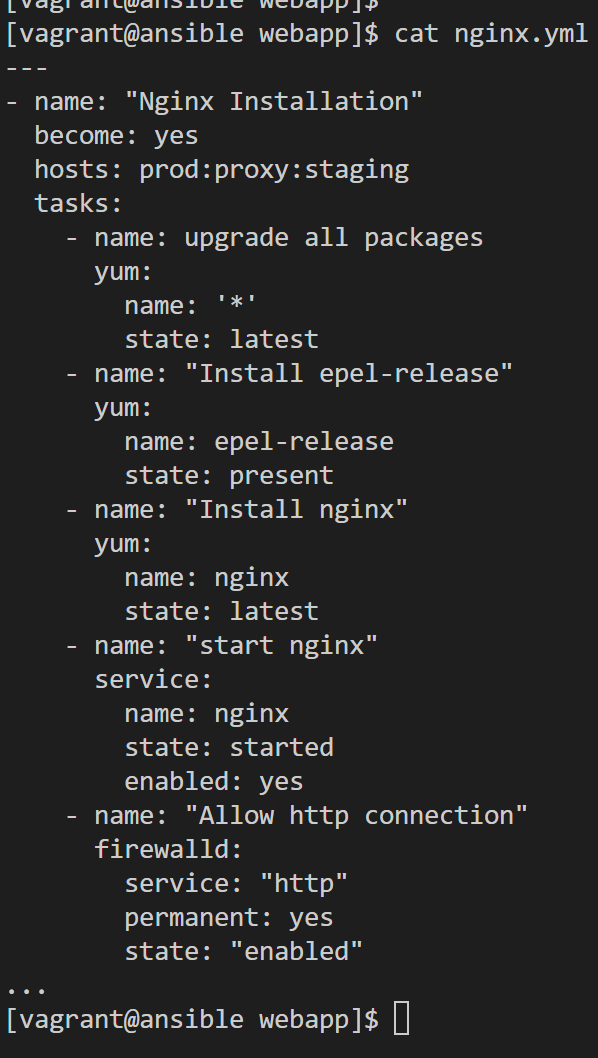 [vagrant@ansible webapp]$
[vagrant@ansible webapp]$ cat nginx.yml
---
- name: "Nginx Installation"
  become: yes
  hosts: prod:proxy:staging
  tasks:
    - name: upgrade all packages
      yum:
        name: '*'
        state: latest
    - name: "Install epel-release"
      yum:
        name: epel-release
        state: present
    - name: "Install nginx"
      yum:
        name: nginx
        state: latest
    - name: "start nginx"
      service:
        name: nginx
        state: started
        enabled: yes
    - name: "Allow http connection"
      firewalld:
        service: "http"
        permanent: yes
        state: "enabled"
...
[vagrant@ansible webapp]$